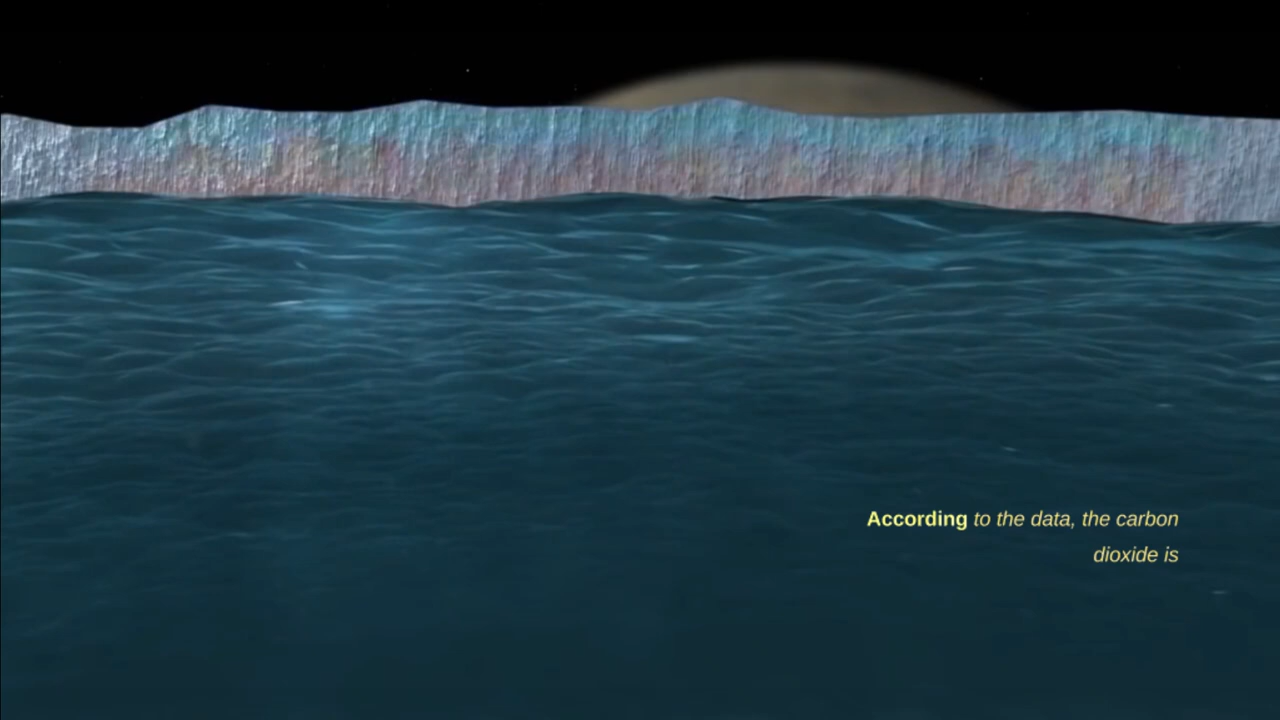 According to the data, the carbon
dioxide is